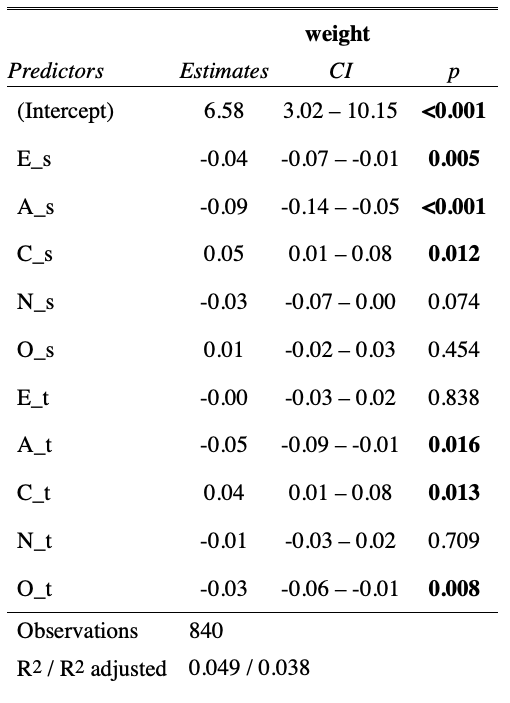 weight
Predictors Estimates CI p
(Intercept) 6.58 3.02 – 10.15 <0.001
E_s -0.04 -0.07 – -0.01 0.005
A_s -0.09 -0.14 – -0.05 <0.001
C_s 0.05 0.01 – 0.08 0.012
N_s -0.03 -0.07 – 0.00 0.074
O_s 0.01 -0.02 – 0.03 0.454
E_t -0.00 -0.03 – 0.02 0.838
A_t -0.05 -0.09 – -0.01 0.016
C_t 0.04 0.01 – 0.08 0.013
N_t -0.01 -0.03 – 0.02 0.709
O_t -0.03 -0.06 – -0.01 0.008
Observations 840
R2 / R2 adjusted 0.049 / 0.038